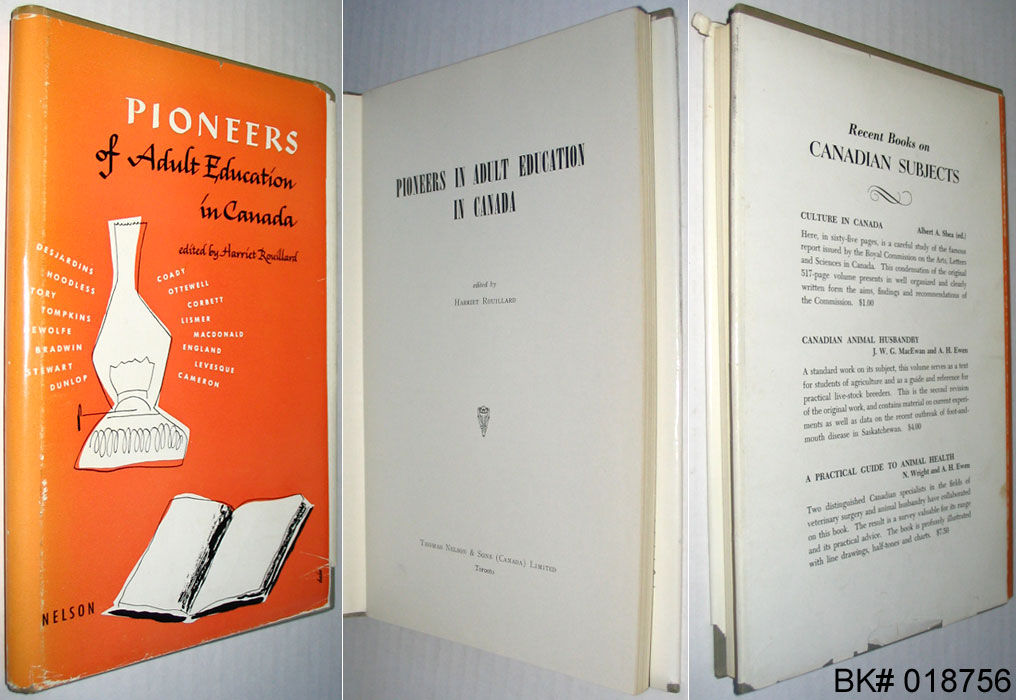 PIONEERS
of Adult Education
in Canada
edited by Harriet Rouillard
DESJARDINS
HOODLESS
TORY
TOMPKINS
EWOLFE
BRADWIN
STEWART
DUNLOP
COADY
OTTEWELL
CORBETT
LISMER
MACDONALD
ENGLAND
LEVESQUE
CAMERON
NELSON
PIONEERS IN ADULT EDUCATION
IN CANADA
edited by
HARRIET ROUILLARD
THOMAS NELSON & SONS (CANADA) LIMITED
Toronto
Recent Books on
CANADIAN SUBJECTS
CULTURE IN CANADA
Albert A. Shea (ed.)
Here, in sixty-five pages, is a careful study of the famous
report issued by the Royal Commission on the Arts, Letters
and Sciences in Canada. This condensation of the original
517-page volume presents in well organized and clearly
written form the aims, findings and recommendations of
the Commission. $1.00
CANADIAN ANIMAL HUSBANDRY
J. W. G. MacEwan and A. H. Ewen
A standard work on its subject, this volume serves as a text
for students of agriculture and as a guide and reference for
practical live-stock breeders. This is the second revision
of the original work, and contains material on current experi-
ments as well as data on the recent outbreak of foot-and-
mouth disease in Saskatchewan. $4.00
A PRACTICAL GUIDE TO ANIMAL HEALTH
N. Wright and A. H. Ewen
Two distinguished Canadian specialists in the fields of
veterinary surgery and animal husbandry have collaborated
on this book. The result is a survey valuable for its range
and its practical advice. The book is profusely illustrated
with line drawings, half-tones and charts. $7.50
BK# 018756